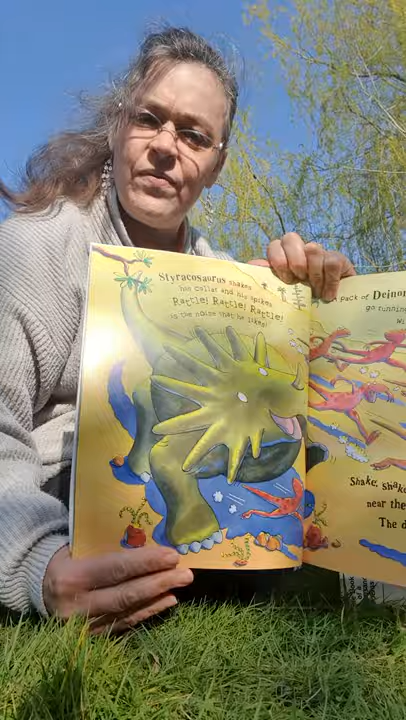 Styracosaurus shakes
his collar and his spikes
Rattle! Rattle! Rattle!
is the noise that he likes!
pack of Deinon
go running
wi
Shake, shake
near the
The d